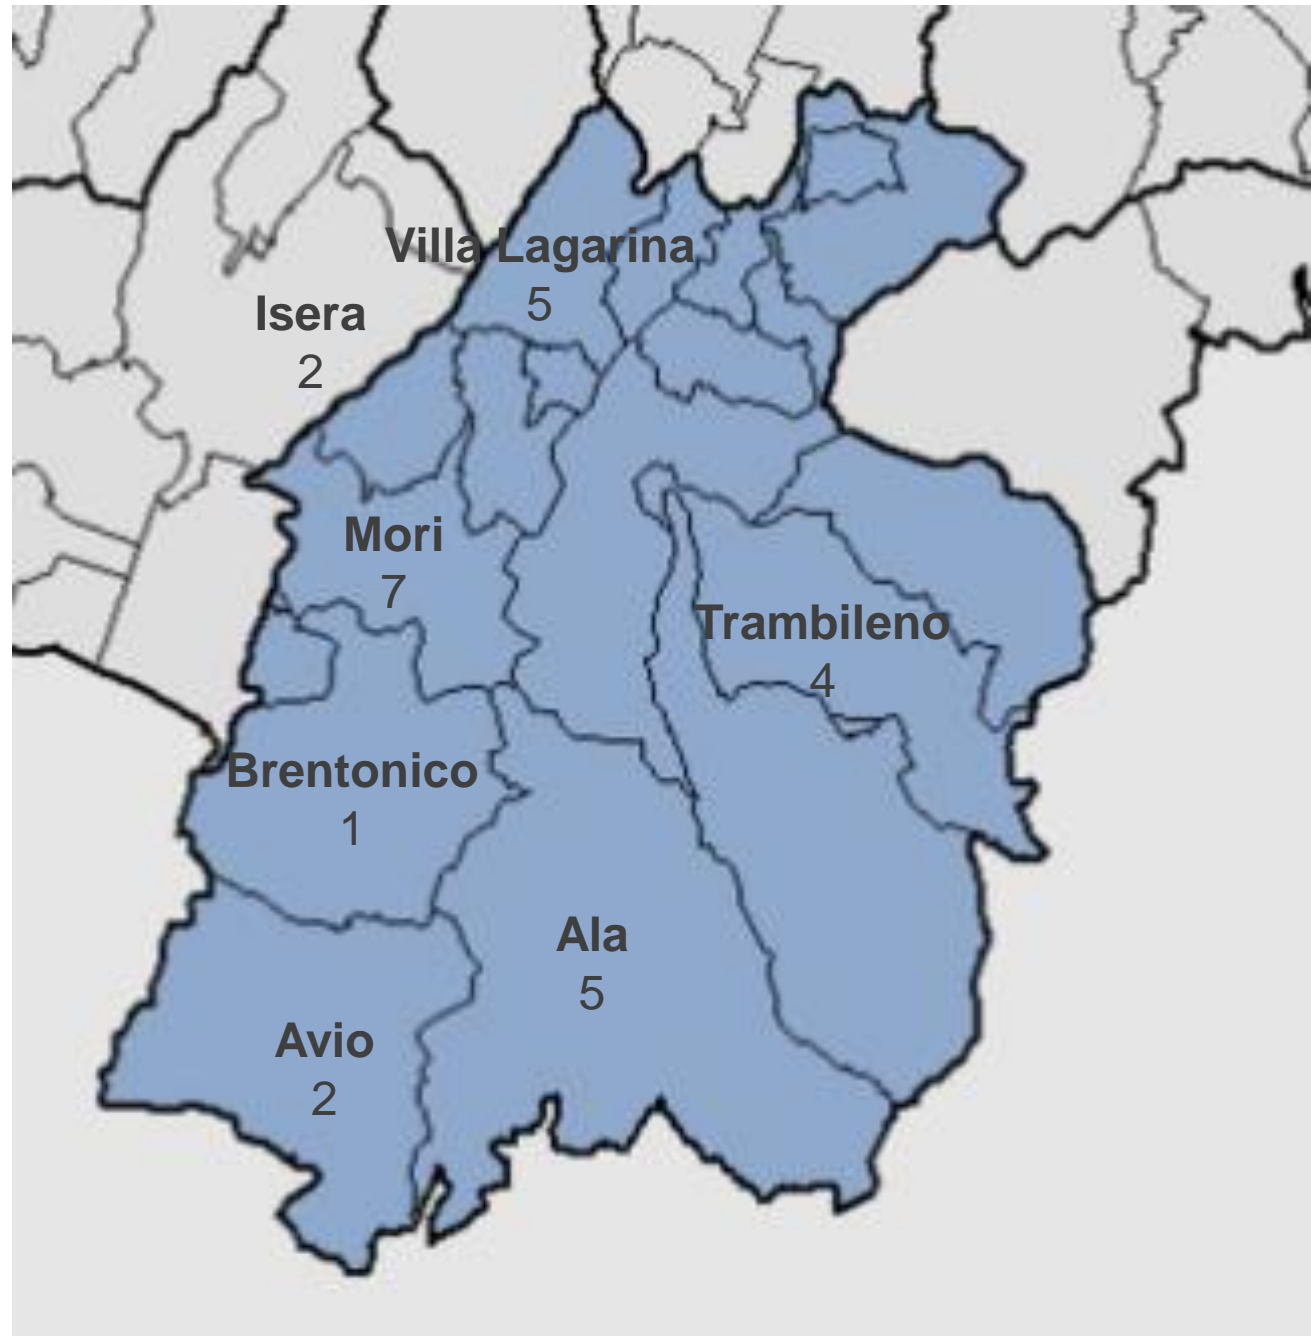 Villa Lagarina
5
Isera
2
Mori
7
Trambileno
4
Brentonico
1
Ala
5
Avio
2